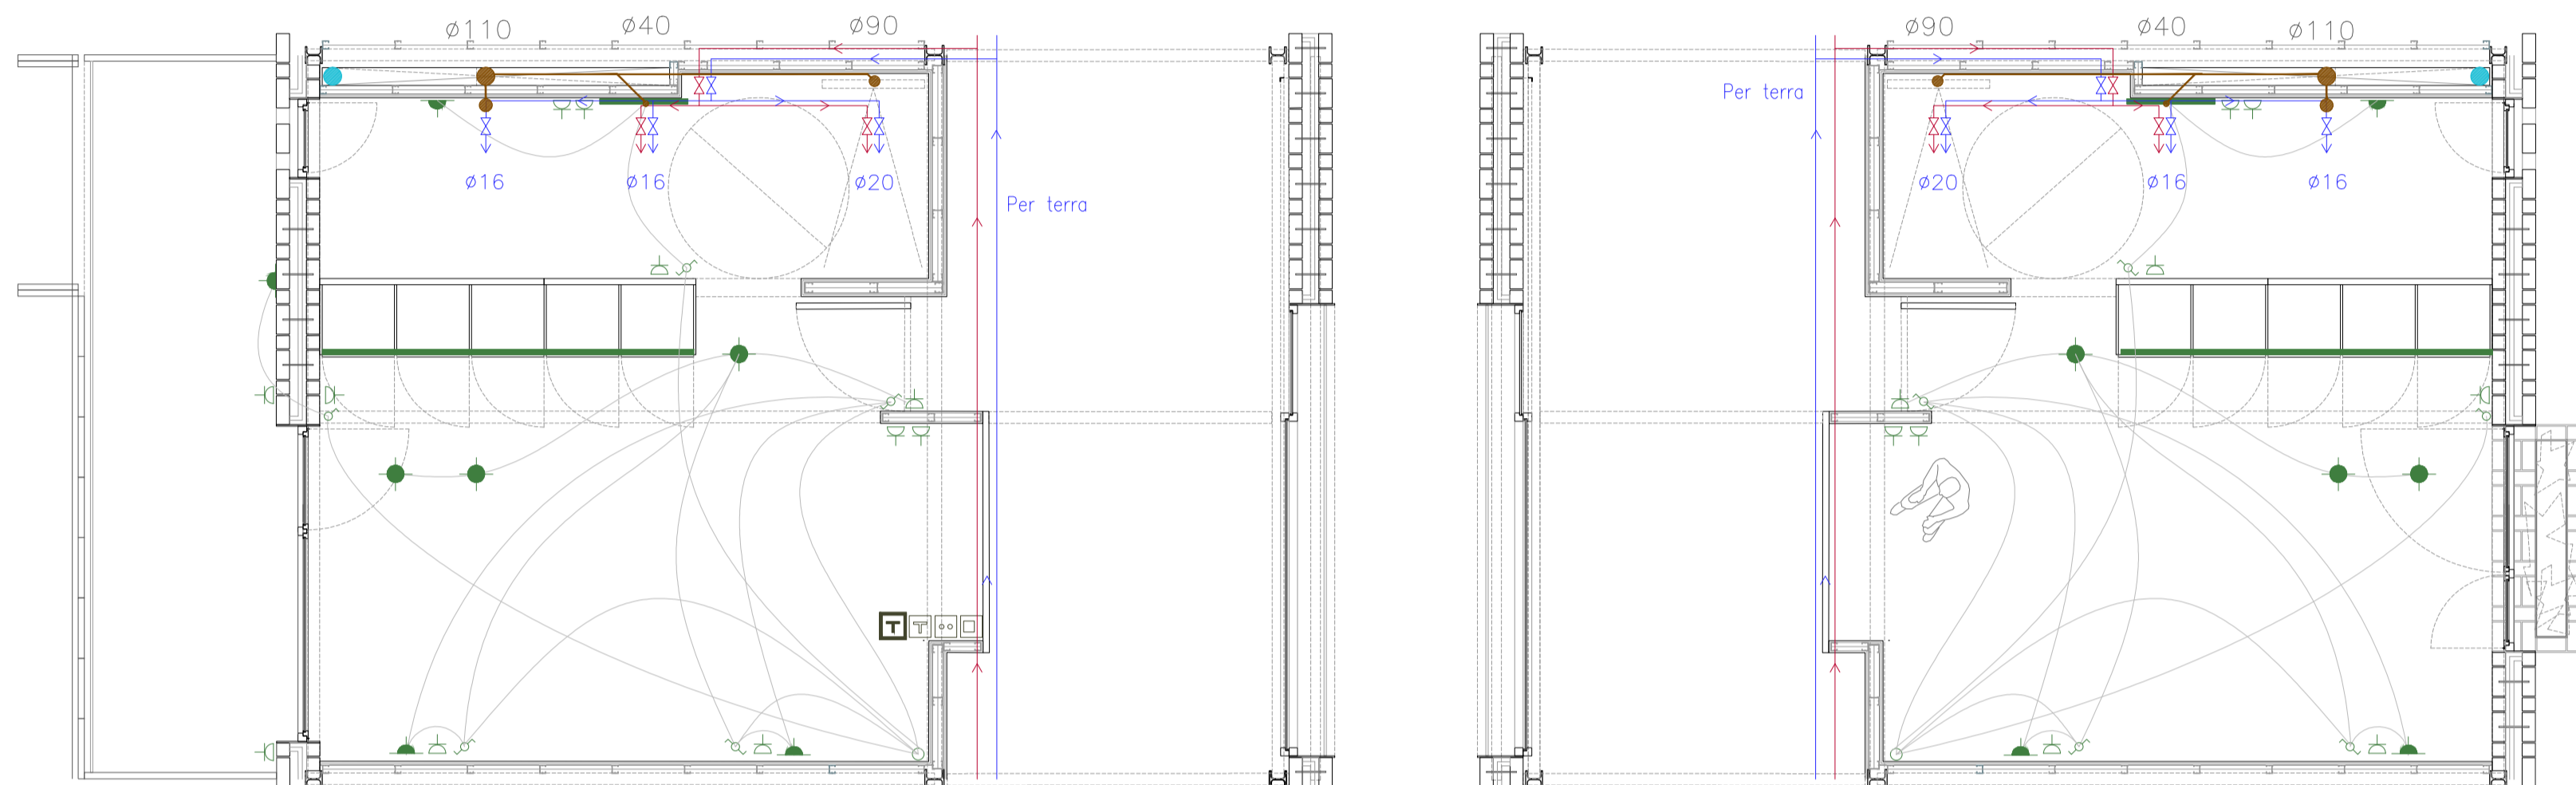 ø110 ø40 ø90
ø90 ø40 ø110
Per terra
ø16 ø16 ø20
ø20 ø16 ø16
Per terra
T T